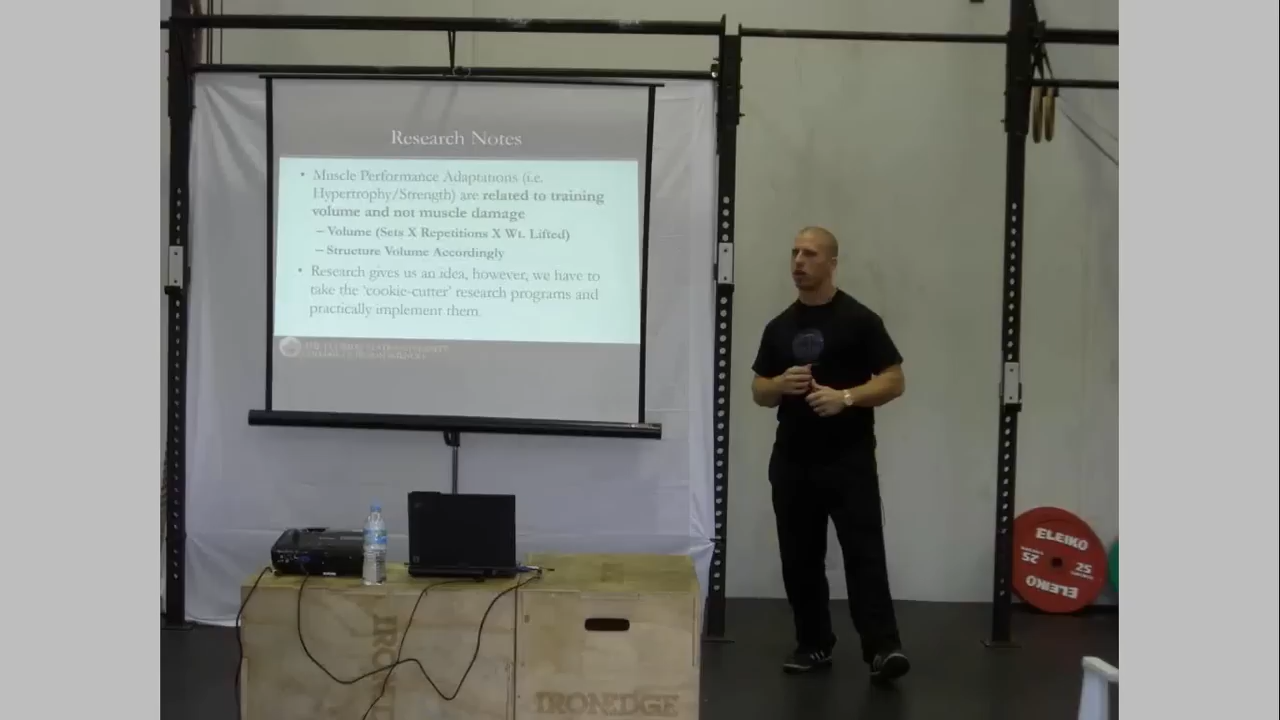 Research Notes
• Muscle Performance Adaptations (i.e.
Hypertrophy/Strength) are related to training
volume and not muscle damage
– Volume (Sets X Repetitions X Wt. Lifted)
– Structure Volume Accordingly
• Research gives us an idea, however, we have to
take the 'cookie-cutter' research programs and
practically implement them.
ELEIKO
25
25
ELEIKO
IRON EDGE